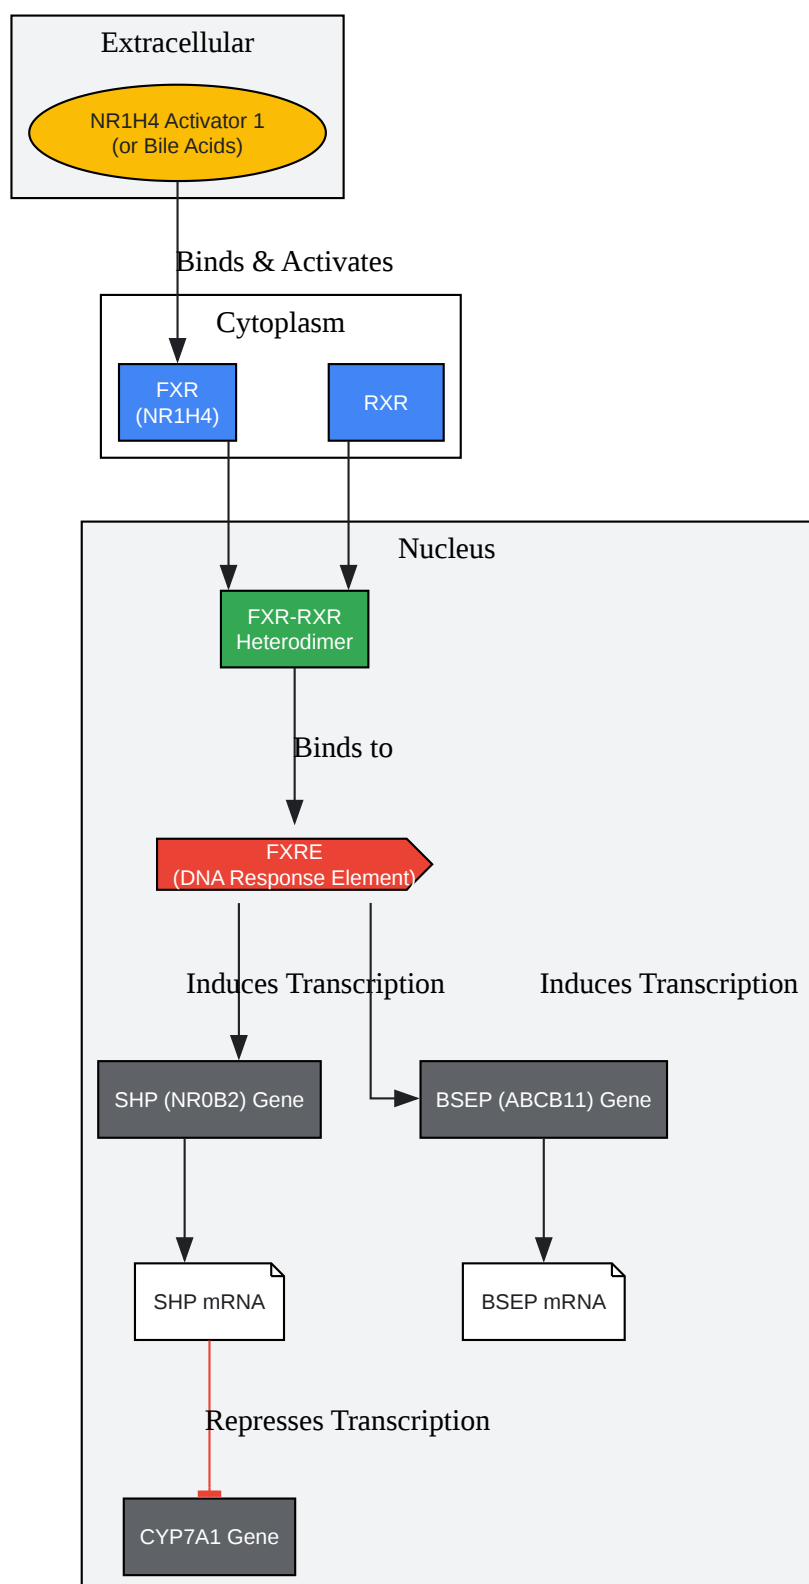 Extracellular
NR1H4 Activator 1
(or Bile Acids)
Binds & Activates
Cytoplasm
FXR
(NR1H4)
RXR
Nucleus
FXR-RXR
Heterodimer
Binds to
FXRE
(DNA Response Element)
Induces Transcription
Induces Transcription
SHP (NR0B2) Gene
BSEP (ABCB11) Gene
SHP mRNA
BSEP mRNA
Represses Transcription
CYP7A1 Gene